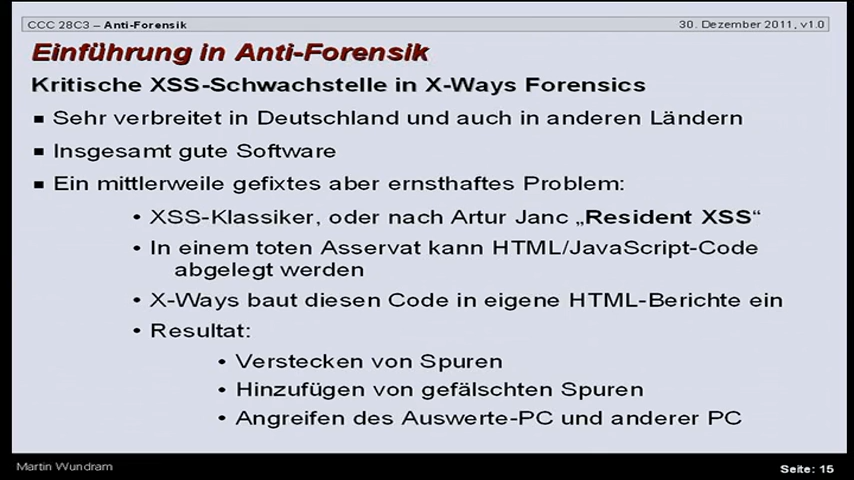 CCC 28C3 – Anti-Forensik
30. Dezember 2011, v1.0
Einführung in Anti-Forensik
Kritische XSS-Schwachstelle in X-Ways Forensics
■ Sehr verbreitet in Deutschland und auch in anderen Ländern
■ Insgesamt gute Software
■ Ein mittlerweile gefixtes aber ernsthaftes Problem:
• XSS-Klassiker, oder nach Artur Janc „Resident XSS“
• In einem toten Asservat kann HTML/JavaScript-Code
abgelegt werden
• X-Ways baut diesen Code in eigene HTML-Berichte ein
• Resultat:
• Verstecken von Spuren
• Hinzufügen von gefälschten Spuren
• Angreifen des Auswerte-PC und anderer PC
Martin Wundram
Seite: 15